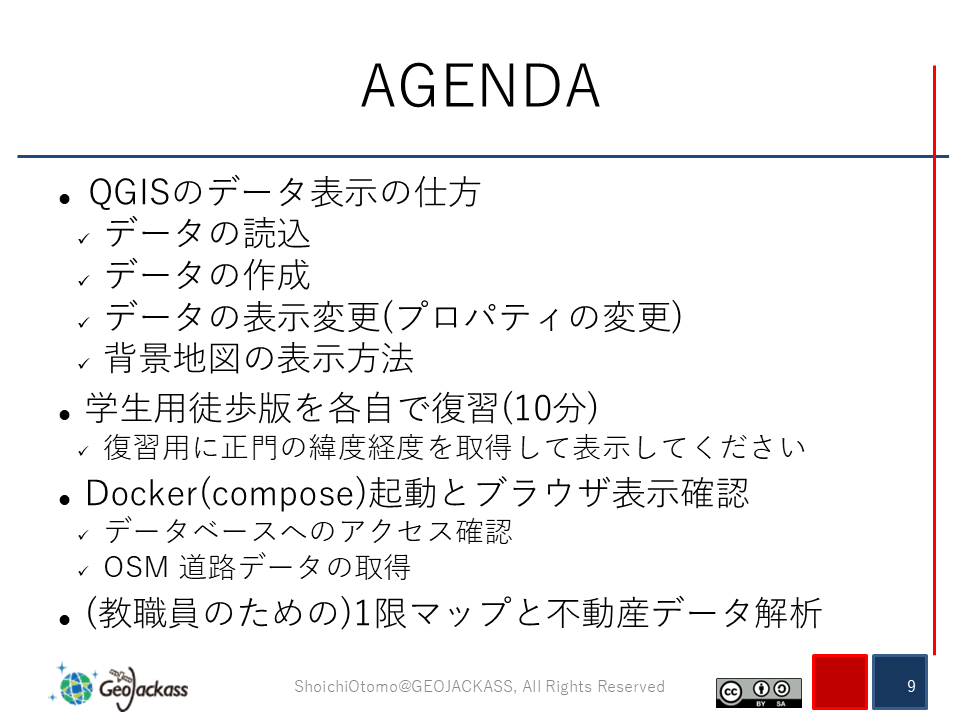 AGENDA
● QGISのデータ表示の仕方
✓ データの読込
✓ データの作成
✓ データの表示変更(プロパティの変更)
✓ 背景地図の表示方法
● 学生用徒歩版を各自で復習(10分)
✓ 復習用に正門の緯度経度を取得して表示してください
● Docker(compose)起動とブラウザ表示確認
✓ データベースへのアクセス確認
✓ OSM 道路データの取得
● (教職員のための)1限マップと不動産データ解析
GeoJackass
ShoichiOtomo@GEOJACKASS, All Rights Reserved
cc BY SA
9